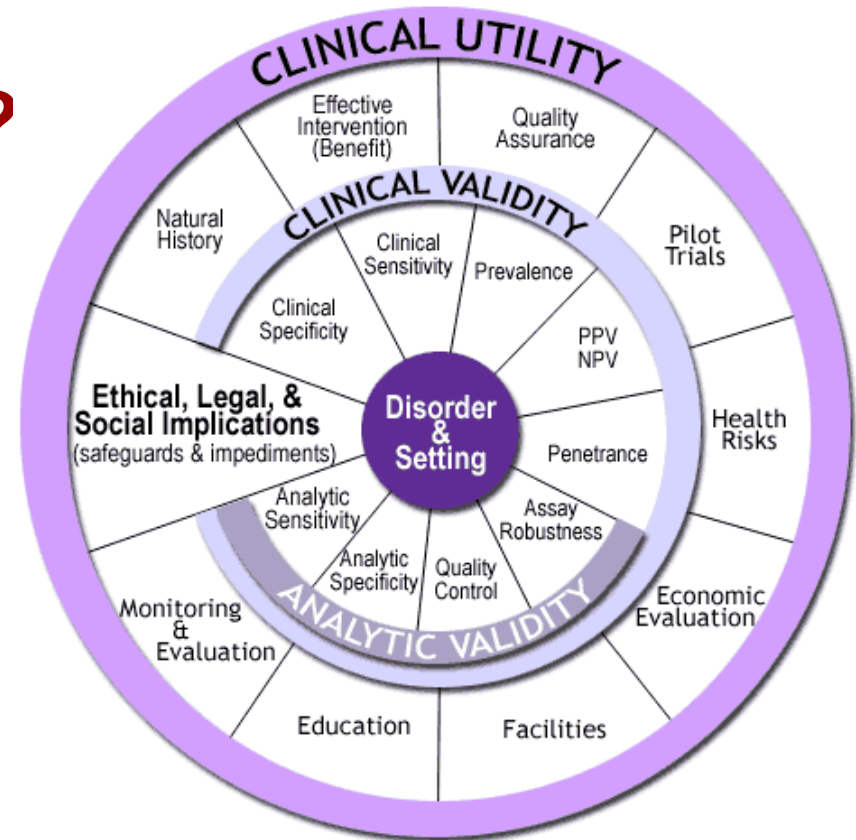 CLINICAL UTILITY
Effective
Intervention
(Benefit)
Quality
Assurance
Natural
History
Pilot
Trials
CLINICAL VALIDITY
Clinical
Sensitivity
Prevalence
Clinical
Specificity
PPV
NPV
Ethical, Legal, &
Social Implications
(safeguards & impediments)
Disorder
&
Setting
Health
Risks
Penetrance
Analytic
Sensitivity
Assay
Robustness
Analytic
Specificity
Quality
Control
ANALYTIC VALIDITY
Monitoring
&
Evaluation
Economic
Evaluation
Education
Facilities